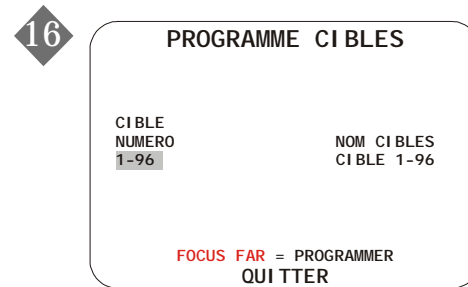 16
PROGRAMME CIBLES
CIBLE
NUMERO NOM CIBLES
1-96 CIBLE 1-96
FOCUS FAR = PROGRAMMER
QUITTER